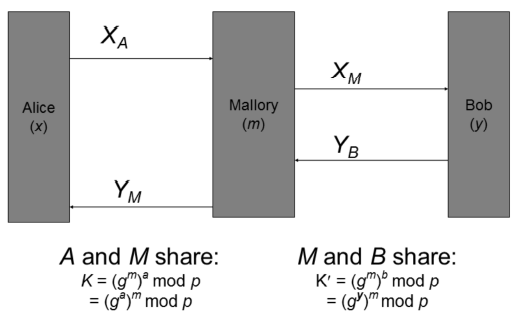 X_A
X_M
Alice
(x)
Mallory
(m)
Bob
(y)
Y_B
Y_M
A and M share:
K = (g^m)^a mod p
= (g^a)^m mod p
M and B share:
K′ = (g^m)^b mod p
= (g^y)^m mod p